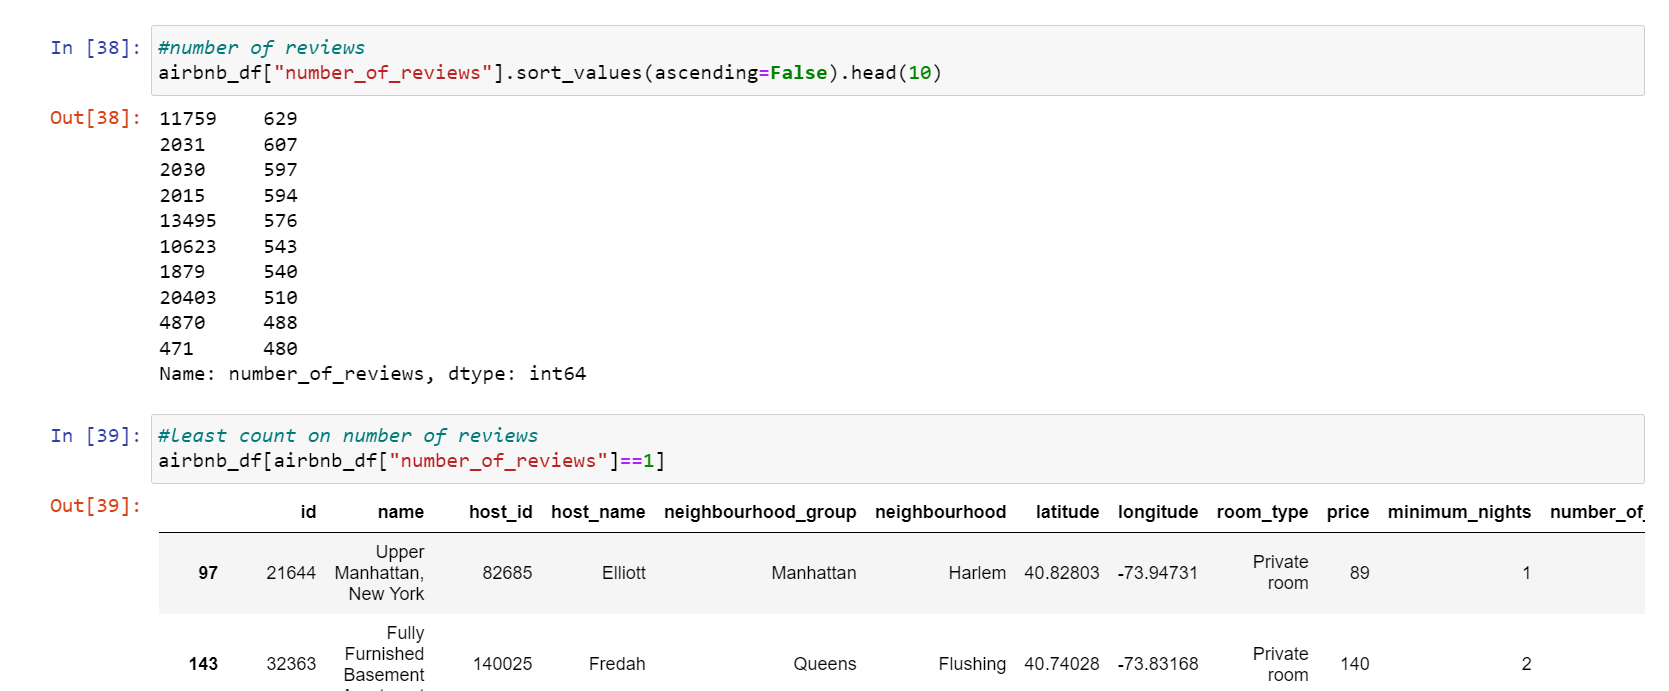 In [38]: #number of reviews
airbnb_df["number_of_reviews"].sort_values(ascending=False).head(10)
Out[38]: 11759    629
2031     607
2030     597
2015     594
13495    576
10623    543
1879     540
20403    510
4870     488
471      480
Name: number_of_reviews, dtype: int64
In [39]: #least count on number of reviews
airbnb_df[airbnb_df["number_of_reviews"]==1]
Out[39]:
id name host_id host_name neighbourhood_group neighbourhood latitude longitude room_type price minimum_nights number_of_
97 21644 Upper Manhattan, New York 82685 Elliott Manhattan Harlem 40.82803 -73.94731 Private room 89 1
143 32363 Fully Furnished Basement 140025 Fredah Queens Flushing 40.74028 -73.83168 Private room 140 2